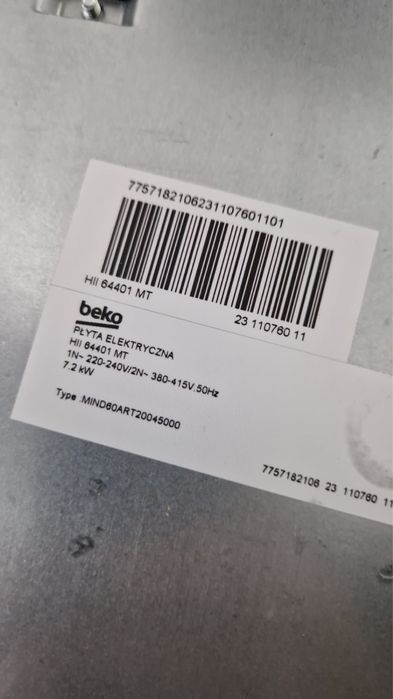 7757182106231107601101
HII 64401 MT
23 110760 11
beko
PŁYTA ELEKTRYCZNA
HII 64401 MT
1N~ 220-240V/2N~ 380-415V,50Hz
7.2 kW
Type :MIND60ART20045000
7757182106 23 110760 11